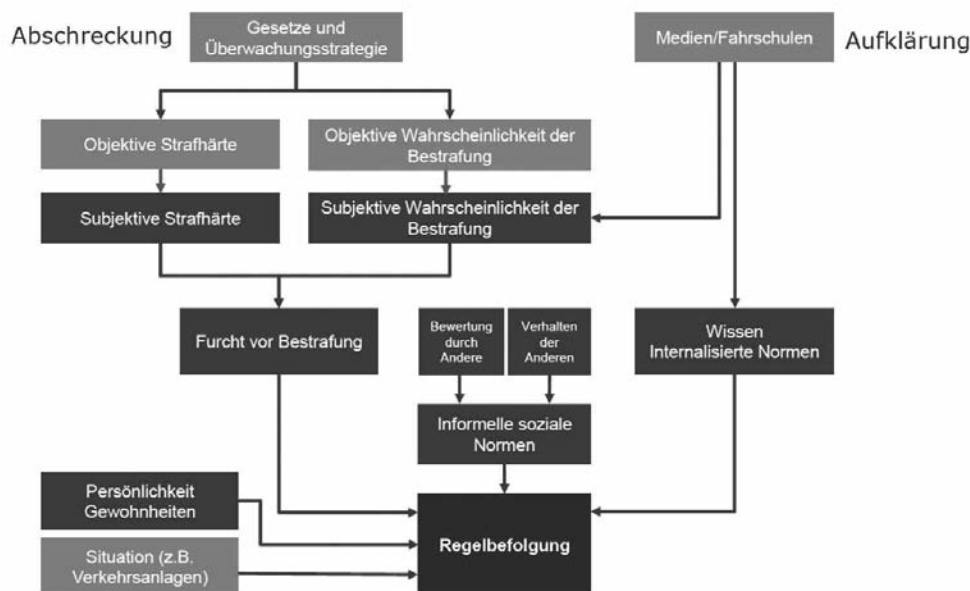 Abschreckung
Gesetze und
Überwachungsstrategie
Medien/Fahrschulen
Aufklärung
Objektive Strafhärte
Objektive Wahrscheinlichkeit der
Bestrafung
Subjektive Strafhärte
Subjektive Wahrscheinlichkeit der
Bestrafung
Furcht vor Bestrafung
Bewertung
durch
Andere
Verhalten
der
Anderen
Wissen
Internalisierte Normen
Informelle soziale
Normen
Persönlichkeit
Gewohnheiten
Regelbefolgung
Situation (z.B.
Verkehrsanlagen)